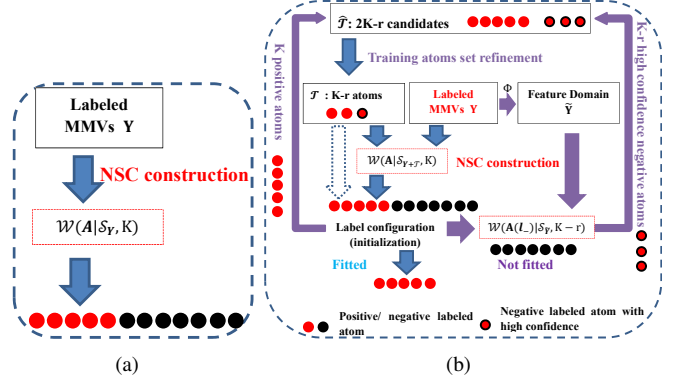 Labeled
MMVs Y
NSC construction
𝒲(A|𝒮_Y, K)
(a)
𝒯̂: 2K-r candidates
K positive atoms
K-r high confidence negative atoms
Training atoms set refinement
𝒯 : K-r atoms
Labeled
MMVs Y
Φ
Feature Domain
Ỹ
𝒲(A|𝒮_{Y+𝒯}, K)
NSC construction
Label configuration
(initialization)
𝒲(A(l_)|𝒮_Ỹ, K − r)
Fitted
Not fitted
Positive/ negative labeled
atom
Negative labeled atom with
high confidence
(b)